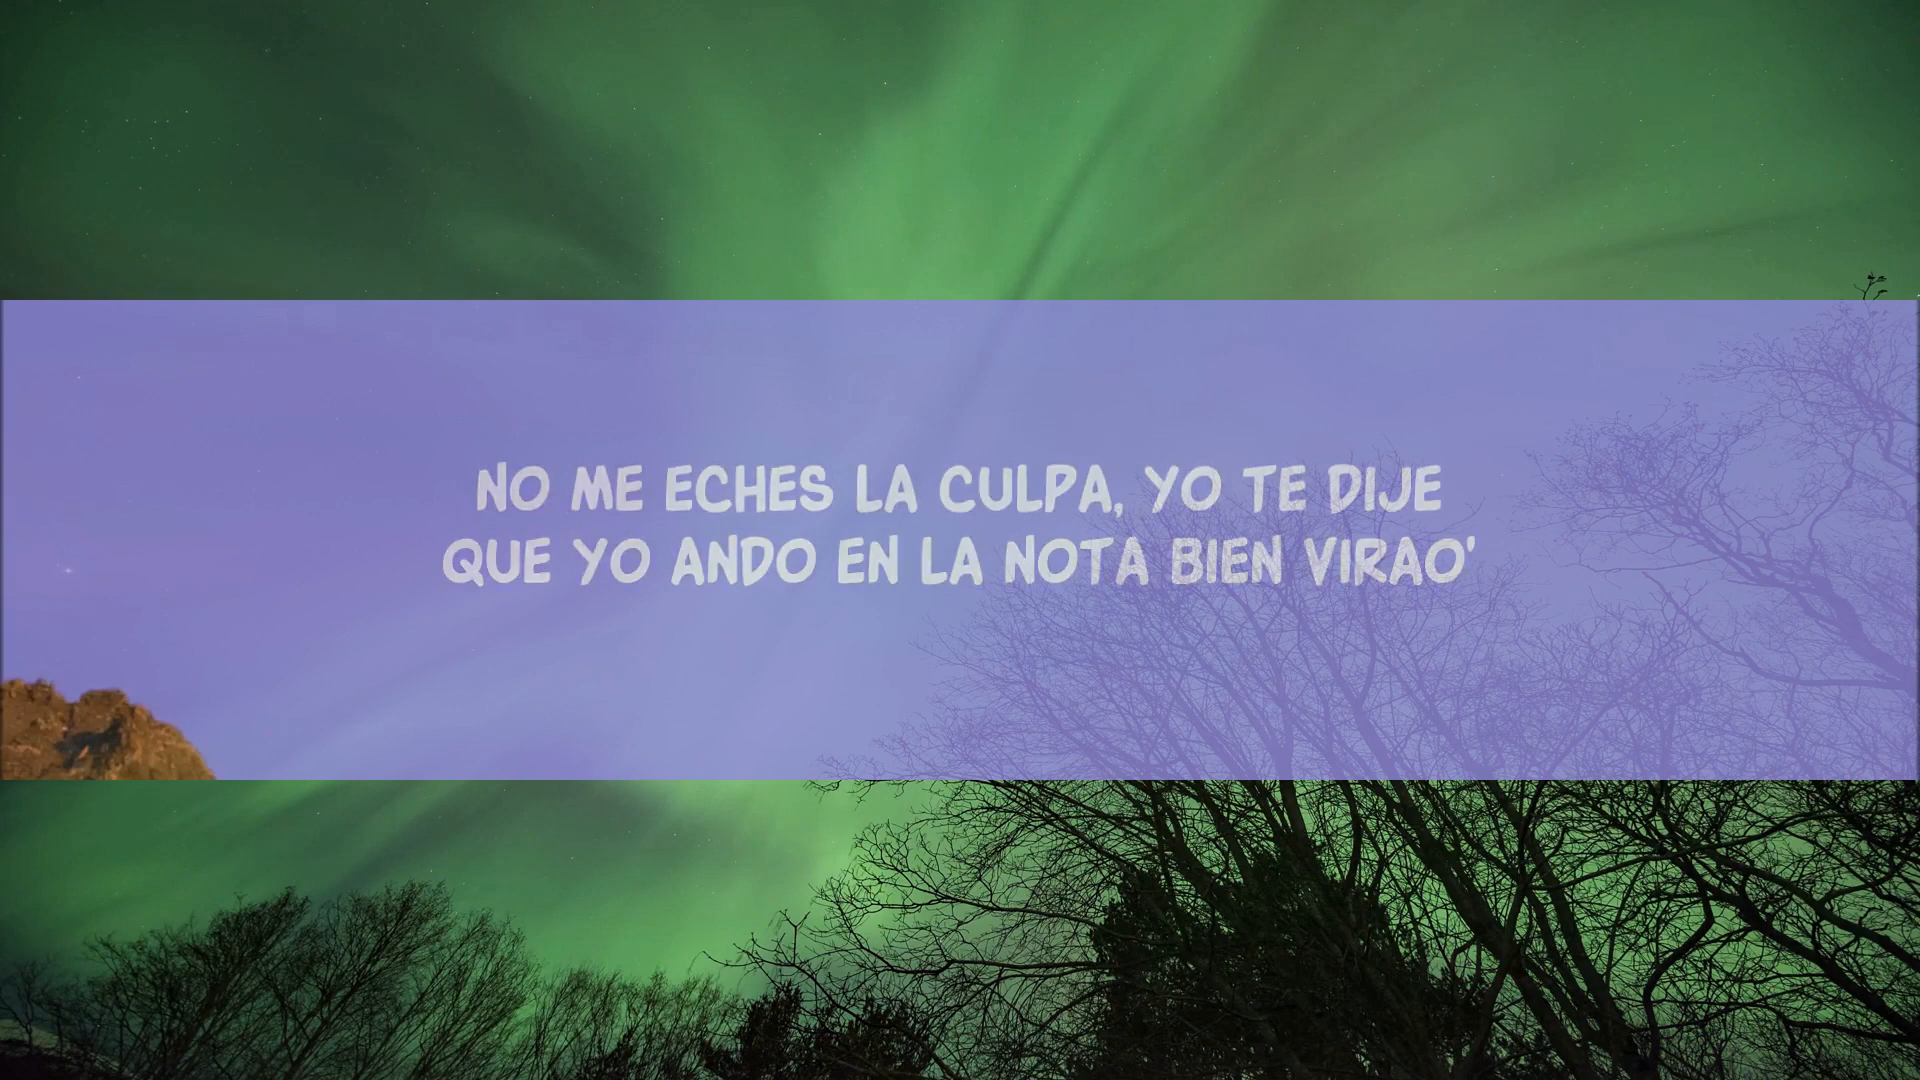 NO ME ECHES LA CULPA, YO TE DIJE
QUE YO ANDO EN LA NOTA BIEN VIRAO'